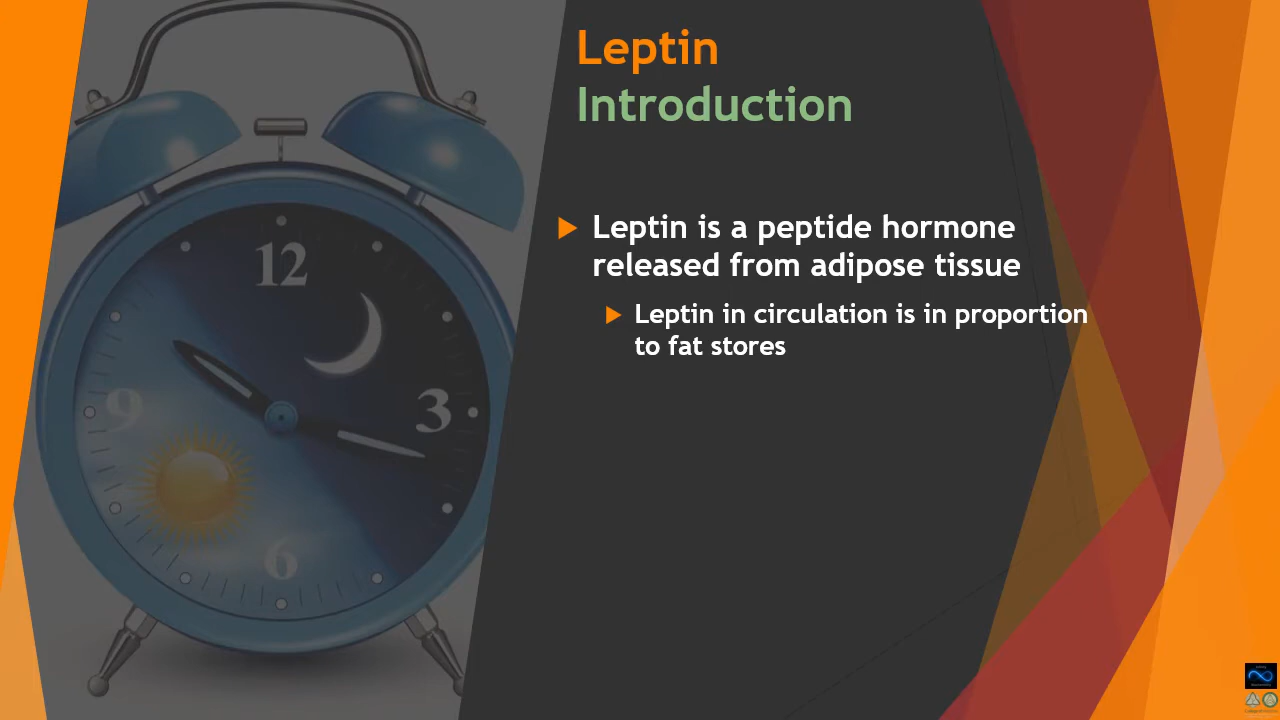 Leptin
Introduction
Leptin is a peptide hormone
released from adipose tissue
Leptin in circulation is in proportion
to fat stores
12
3
6
9